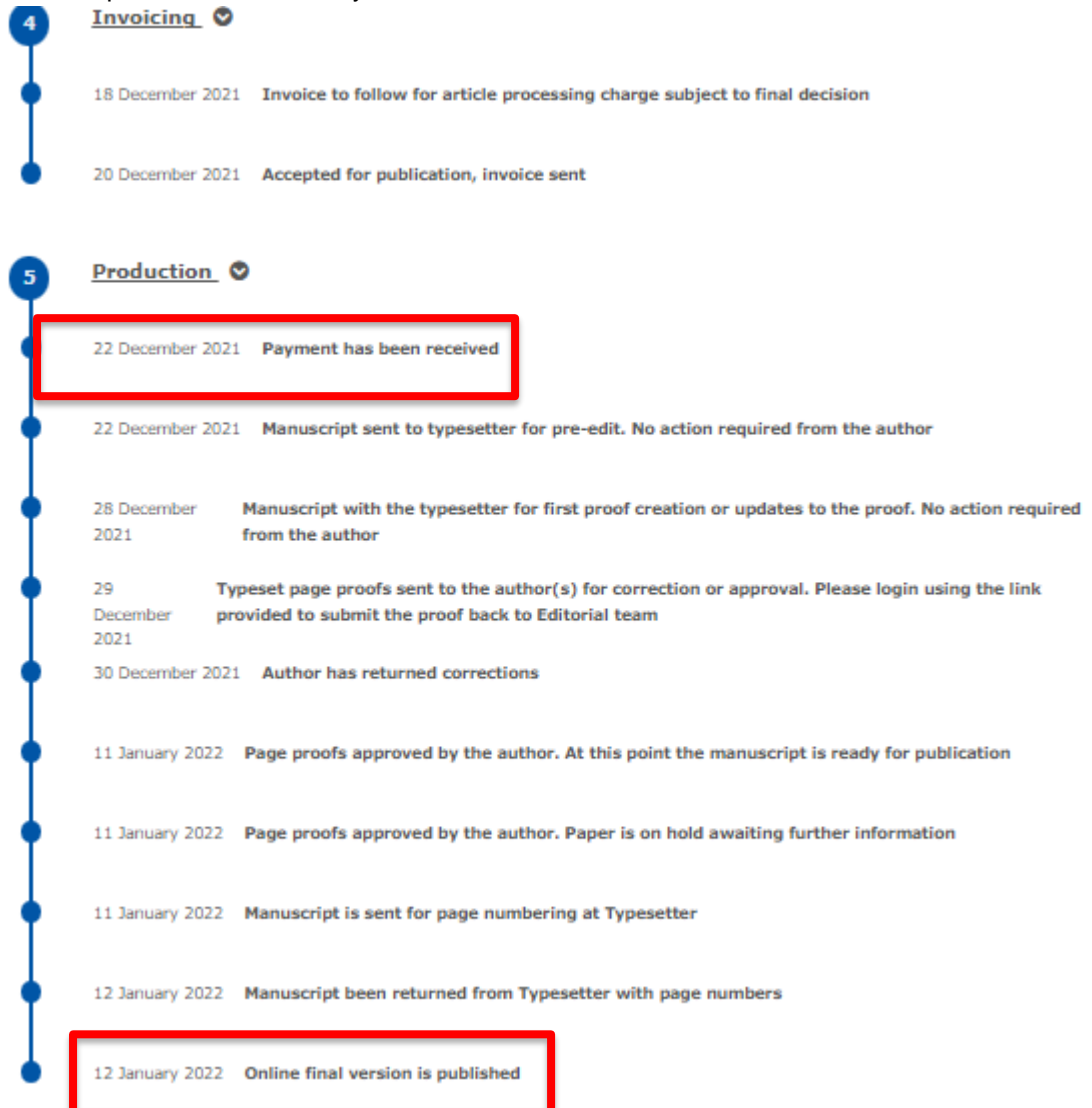 4
Invoicing
18 December 2021 Invoice to follow for article processing charge subject to final decision
20 December 2021 Accepted for publication, invoice sent
5
Production
22 December 2021 Payment has been received
22 December 2021 Manuscript sent to typesetter for pre-edit. No action required from the author
28 December Manuscript with the typesetter for first proof creation or updates to the proof. No action required
2021 from the author
29 Typeset page proofs sent to the author(s) for correction or approval. Please login using the link
December provided to submit the proof back to Editorial team
2021
30 December 2021 Author has returned corrections
11 January 2022 Page proofs approved by the author. At this point the manuscript is ready for publication
11 January 2022 Page proofs approved by the author. Paper is on hold awaiting further information
11 January 2022 Manuscript is sent for page numbering at Typesetter
12 January 2022 Manuscript been returned from Typesetter with page numbers
12 January 2022 Online final version is published